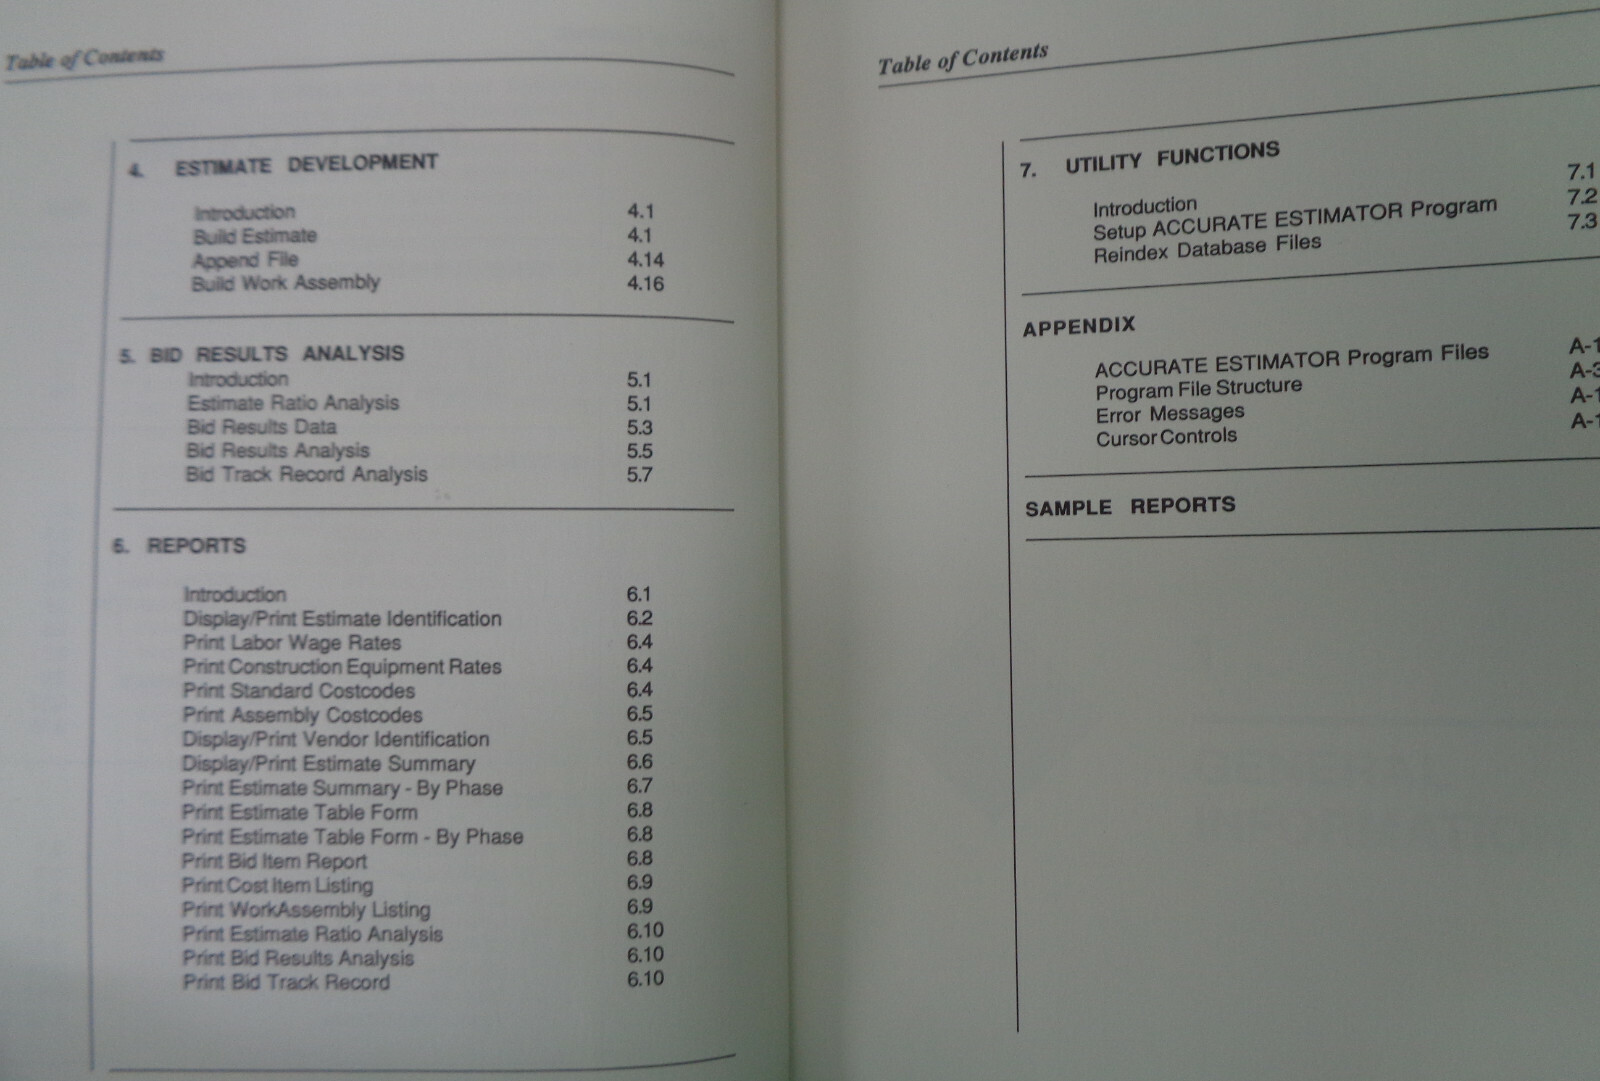 Table of Contents
4. ESTIMATE DEVELOPMENT
Introduction 4.1
Build Estimate 4.1
Append File 4.14
Build Work Assembly 4.16
5. BID RESULTS ANALYSIS
Introduction 5.1
Estimate Ratio Analysis 5.1
Bid Results Data 5.3
Bid Results Analysis 5.5
Bid Track Record Analysis 5.7
6. REPORTS
Introduction 6.1
Display/Print Estimate Identification 6.2
Print Labor Wage Rates 6.4
Print Construction Equipment Rates 6.4
Print Standard Costcodes 6.4
Print Assembly Costcodes 6.5
Display/Print Vendor Identification 6.5
Display/Print Estimate Summary 6.6
Print Estimate Summary - By Phase 6.7
Print Estimate Table Form 6.8
Print Estimate Table Form - By Phase 6.8
Print Bid Item Report 6.8
Print Cost Item Listing 6.9
Print WorkAssembly Listing 6.9
Print Estimate Ratio Analysis 6.10
Print Bid Results Analysis 6.10
Print Bid Track Record 6.10
Table of Contents
7. UTILITY FUNCTIONS
Introduction 7.1
Setup ACCURATE ESTIMATOR Program 7.2
Reindex Database Files 7.3
APPENDIX
ACCURATE ESTIMATOR Program Files A-1
Program File Structure A-3
Error Messages A-1
Cursor Controls A-1
SAMPLE REPORTS